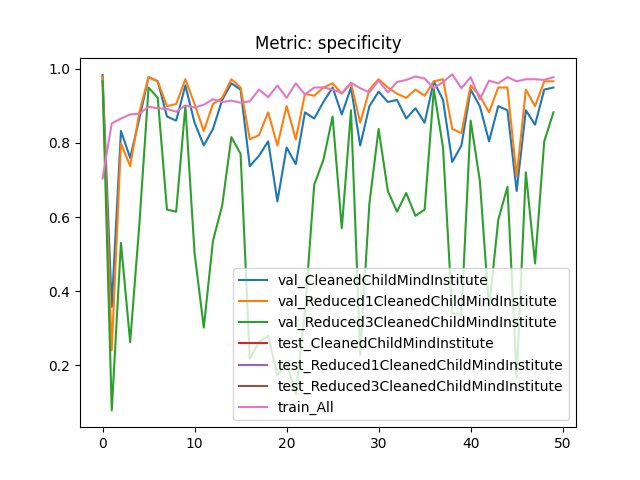 Metric: specificity
1.0
0.8
0.6
0.4
0.2
0
10
20
30
40
50
val_CleanedChildMindInstitute
val_Reduced1CleanedChildMindInstitute
val_Reduced3CleanedChildMindInstitute
test_CleanedChildMindInstitute
test_Reduced1CleanedChildMindInstitute
test_Reduced3CleanedChildMindInstitute
train_All